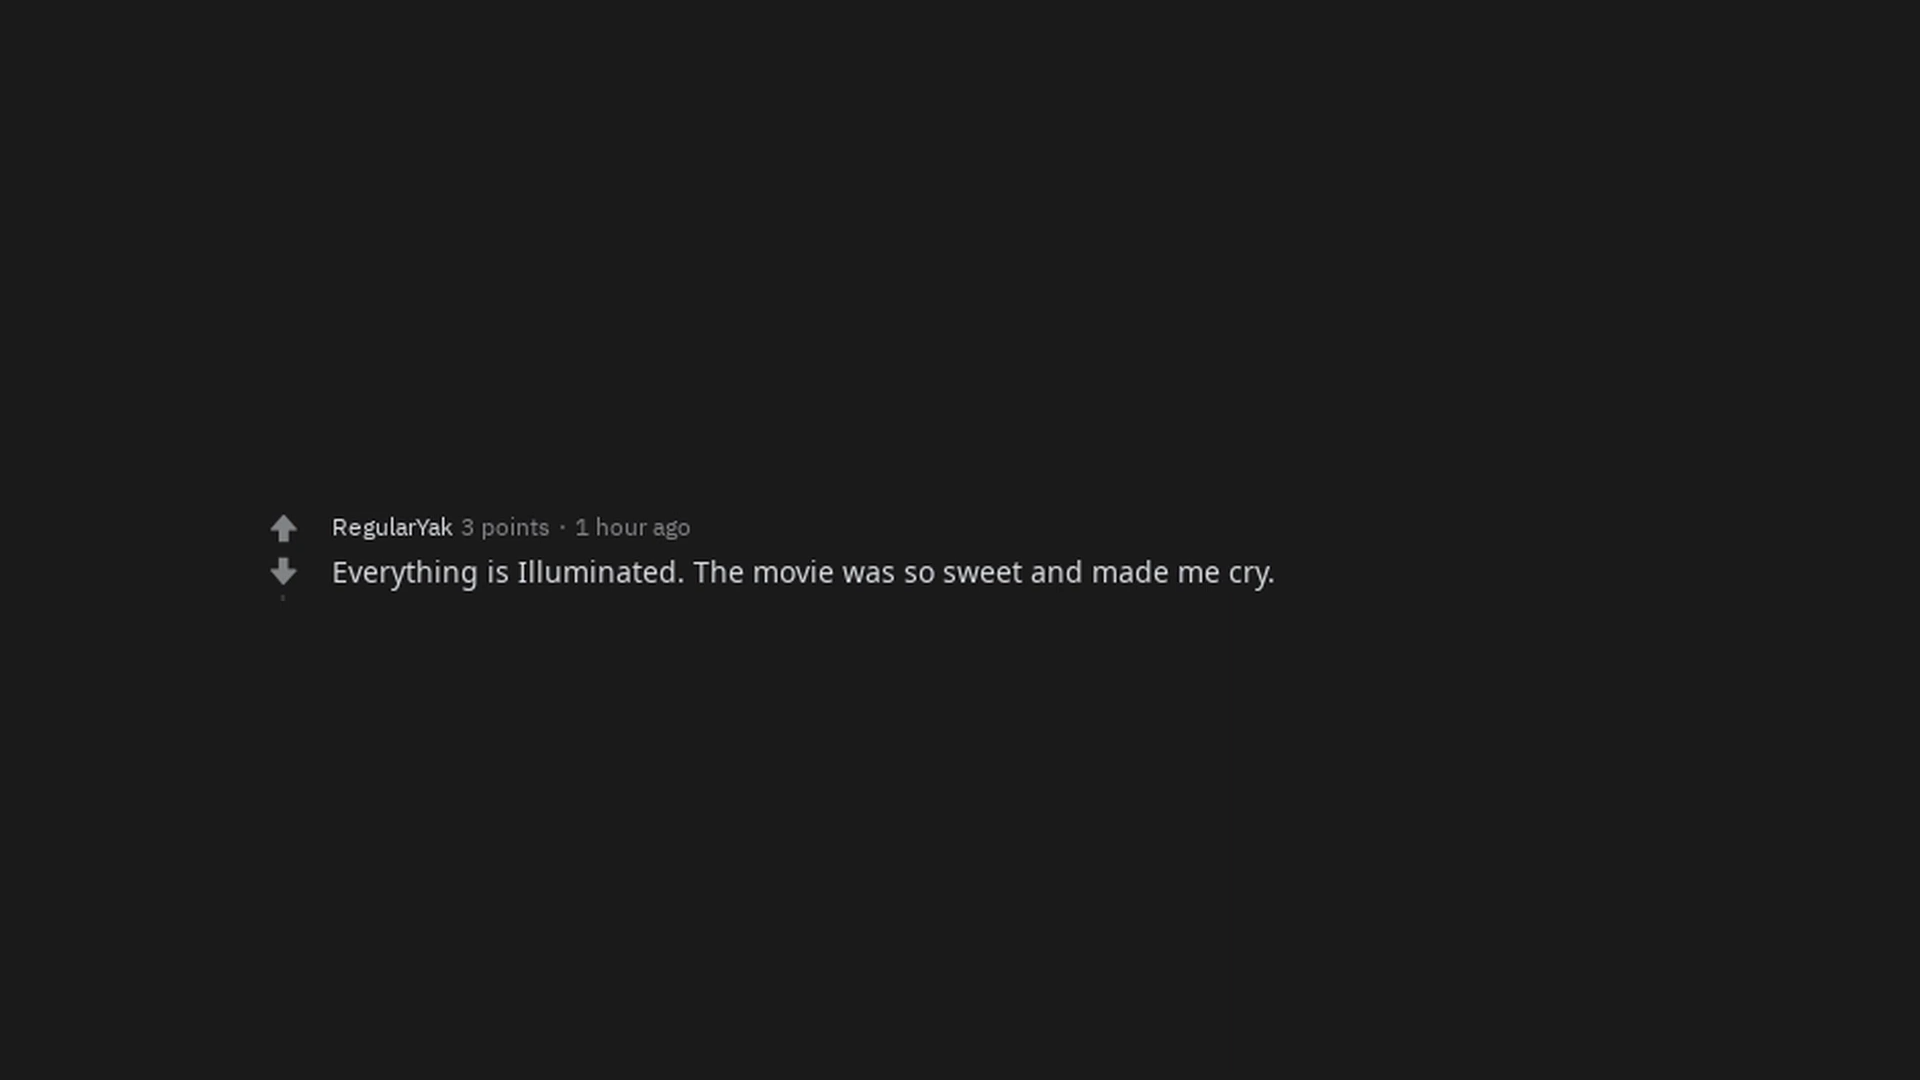 RegularYak 3 points · 1 hour ago
Everything is Illuminated. The movie was so sweet and made me cry.